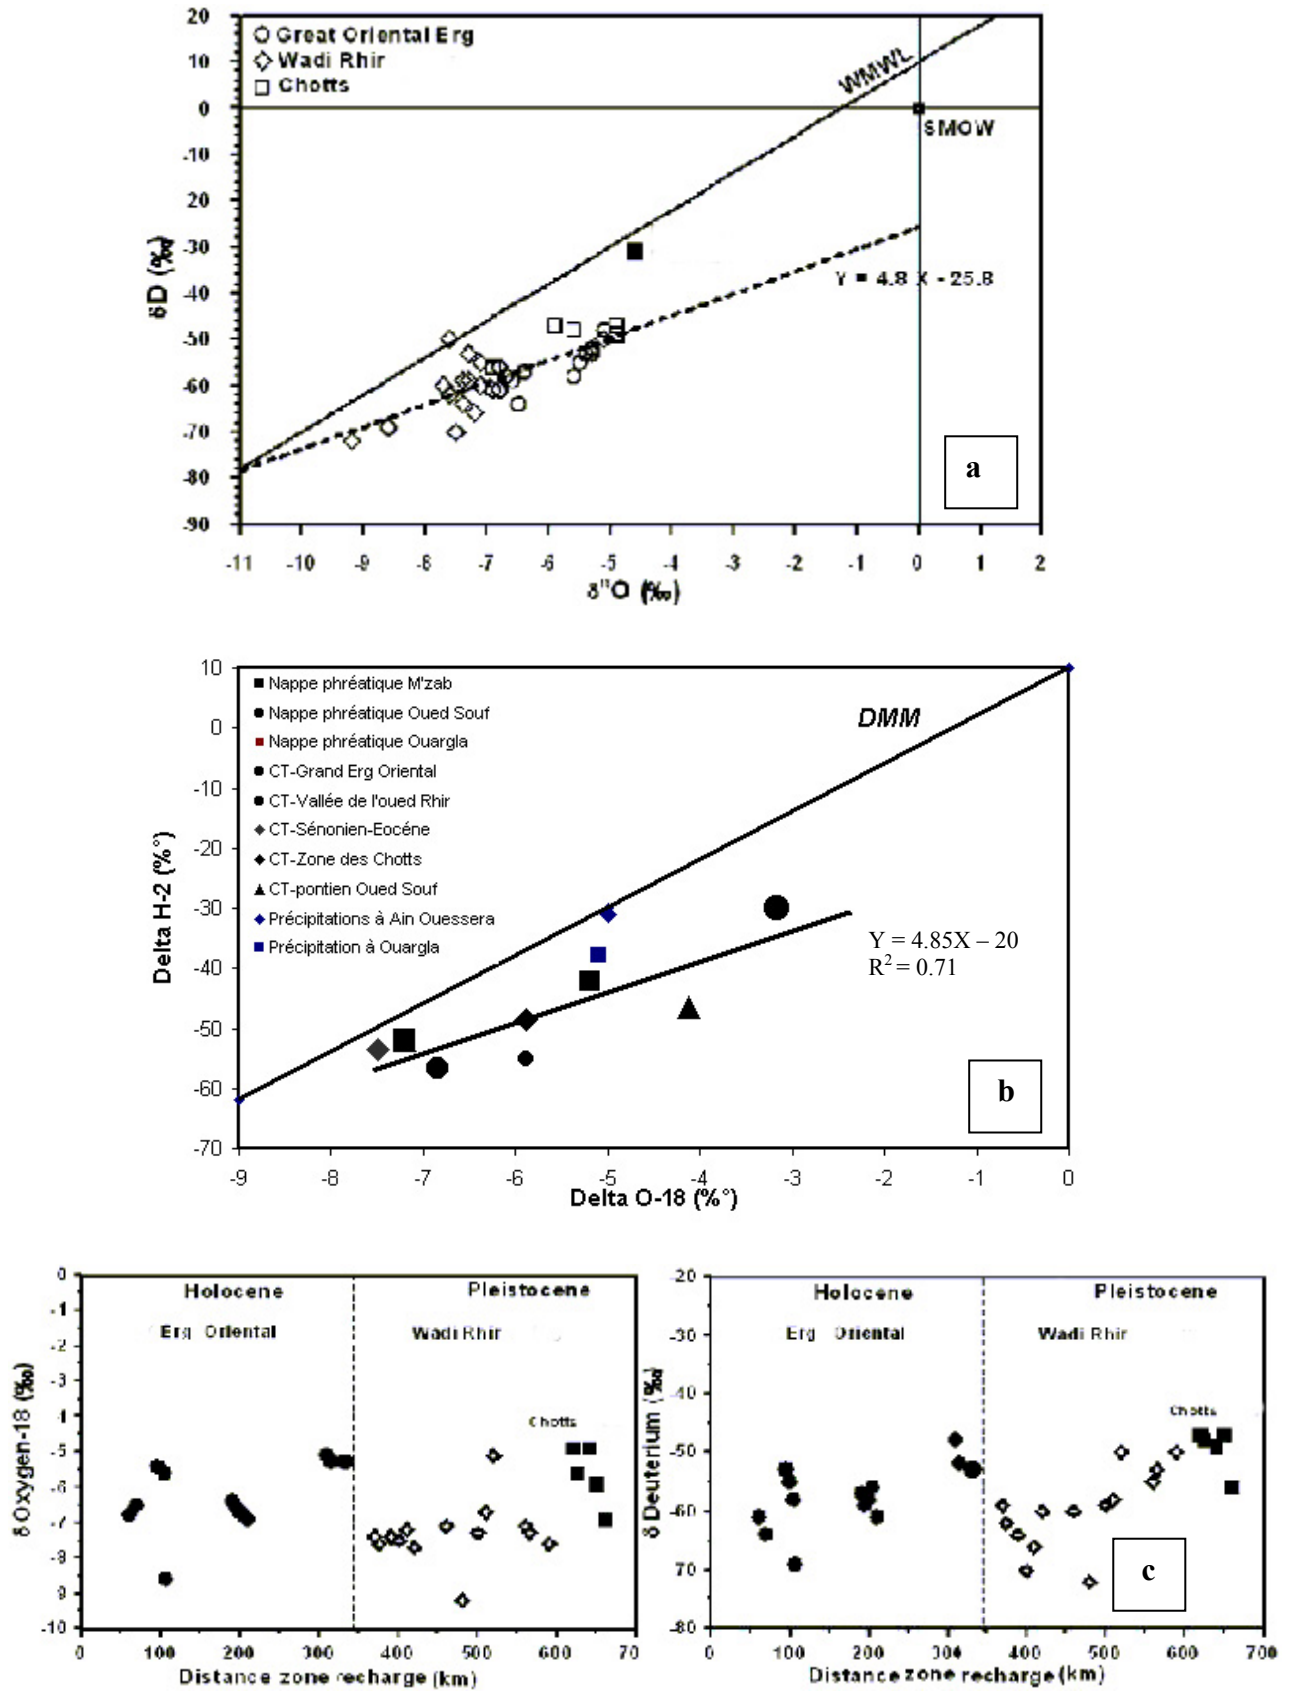 20
Great Oriental Erg
Wadi Rhir
Chotts
10
0
-10
20
-30
-40
-50
-60
-70
-80
-90
δD (‰)
WMWL
SMOW
Y = 4.8 X - 25.8
a
-11 -10 -9 -8 -7 -6 -5 -4 -3 -2 -1 0 1 2
δ¹⁸O (‰)
10
0
-10
-20
-30
-40
-50
-60
-70
Delta H-2 (%°)
Nappe phréatique M'zab
Nappe phréatique Oued Souf
Nappe phréatique Ouargla
CT-Grand Erg Oriental
CT-Vallée de l'oued Rhir
CT-Sénonien-Eocéne
CT-Zone des Chotts
CT-pontien Oued Souf
Précipitations à Ain Ouessera
Précipitation à Ouargla
DMM
Y = 4.85X – 20
R² = 0.71
b
-9 -8 -7 -6 -5 -4 -3 -2 -1 0
Delta O-18 (%°)
0
-1
-2
-3
-4
-5
-6
-7
-8
9
-10
δ Oxygen-18 (‰)
Holocene Pleistocene
Erg Oriental Wadi Rhir
Chotts
0 100 200 300 400 500 600 70
Distance zone recharge (km)
-20
-30
-40
-50
-60
70
-80
δ Deuterium (‰)
Holocene Pleistocene
Erg Oriental Wadi Rhir
Chotts
c
0 100 200 300 400 500 600 700
Distance zone recharge (km)